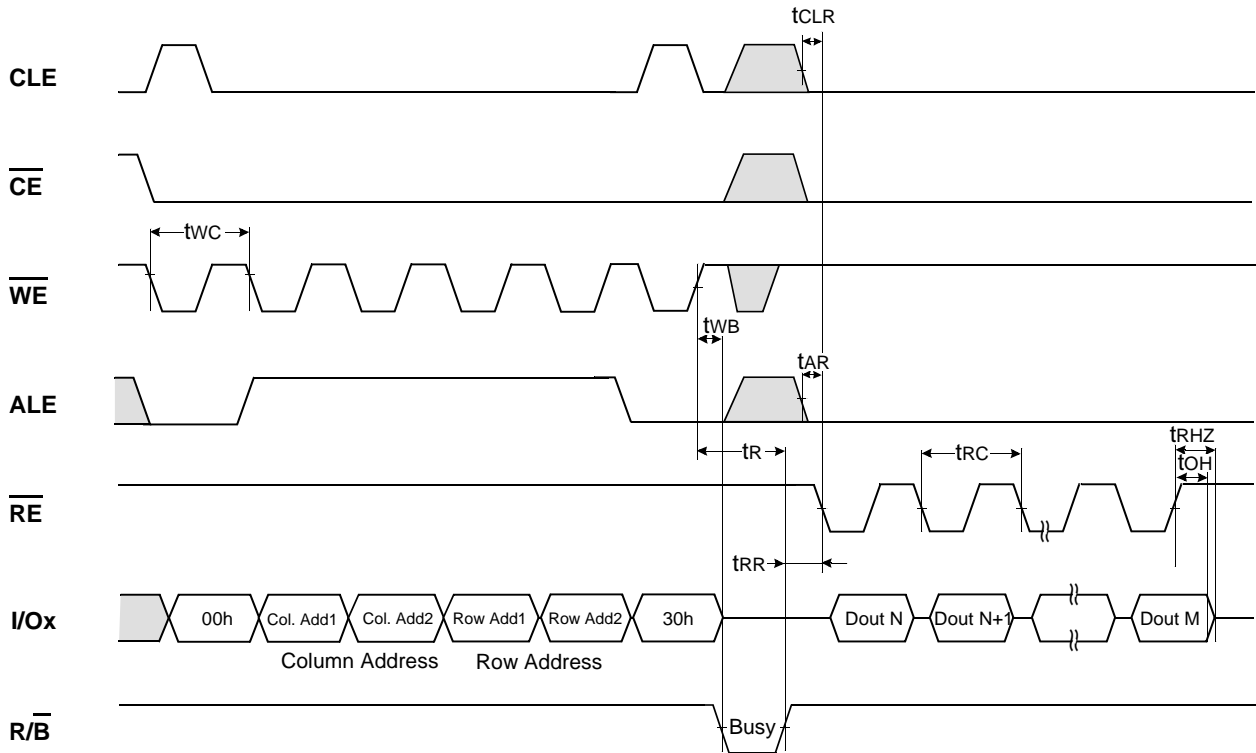 tCLR
CLE
CE
tWC
WE
tWB
tAR
ALE
tRHZ
tR
tRC
tOH
RE
tRR
I/Ox
00h
Col. Add1
Col. Add2
Row Add1
Row Add2
30h
Dout N
Dout N+1
Dout M
Column Address
Row Address
R/B
Busy